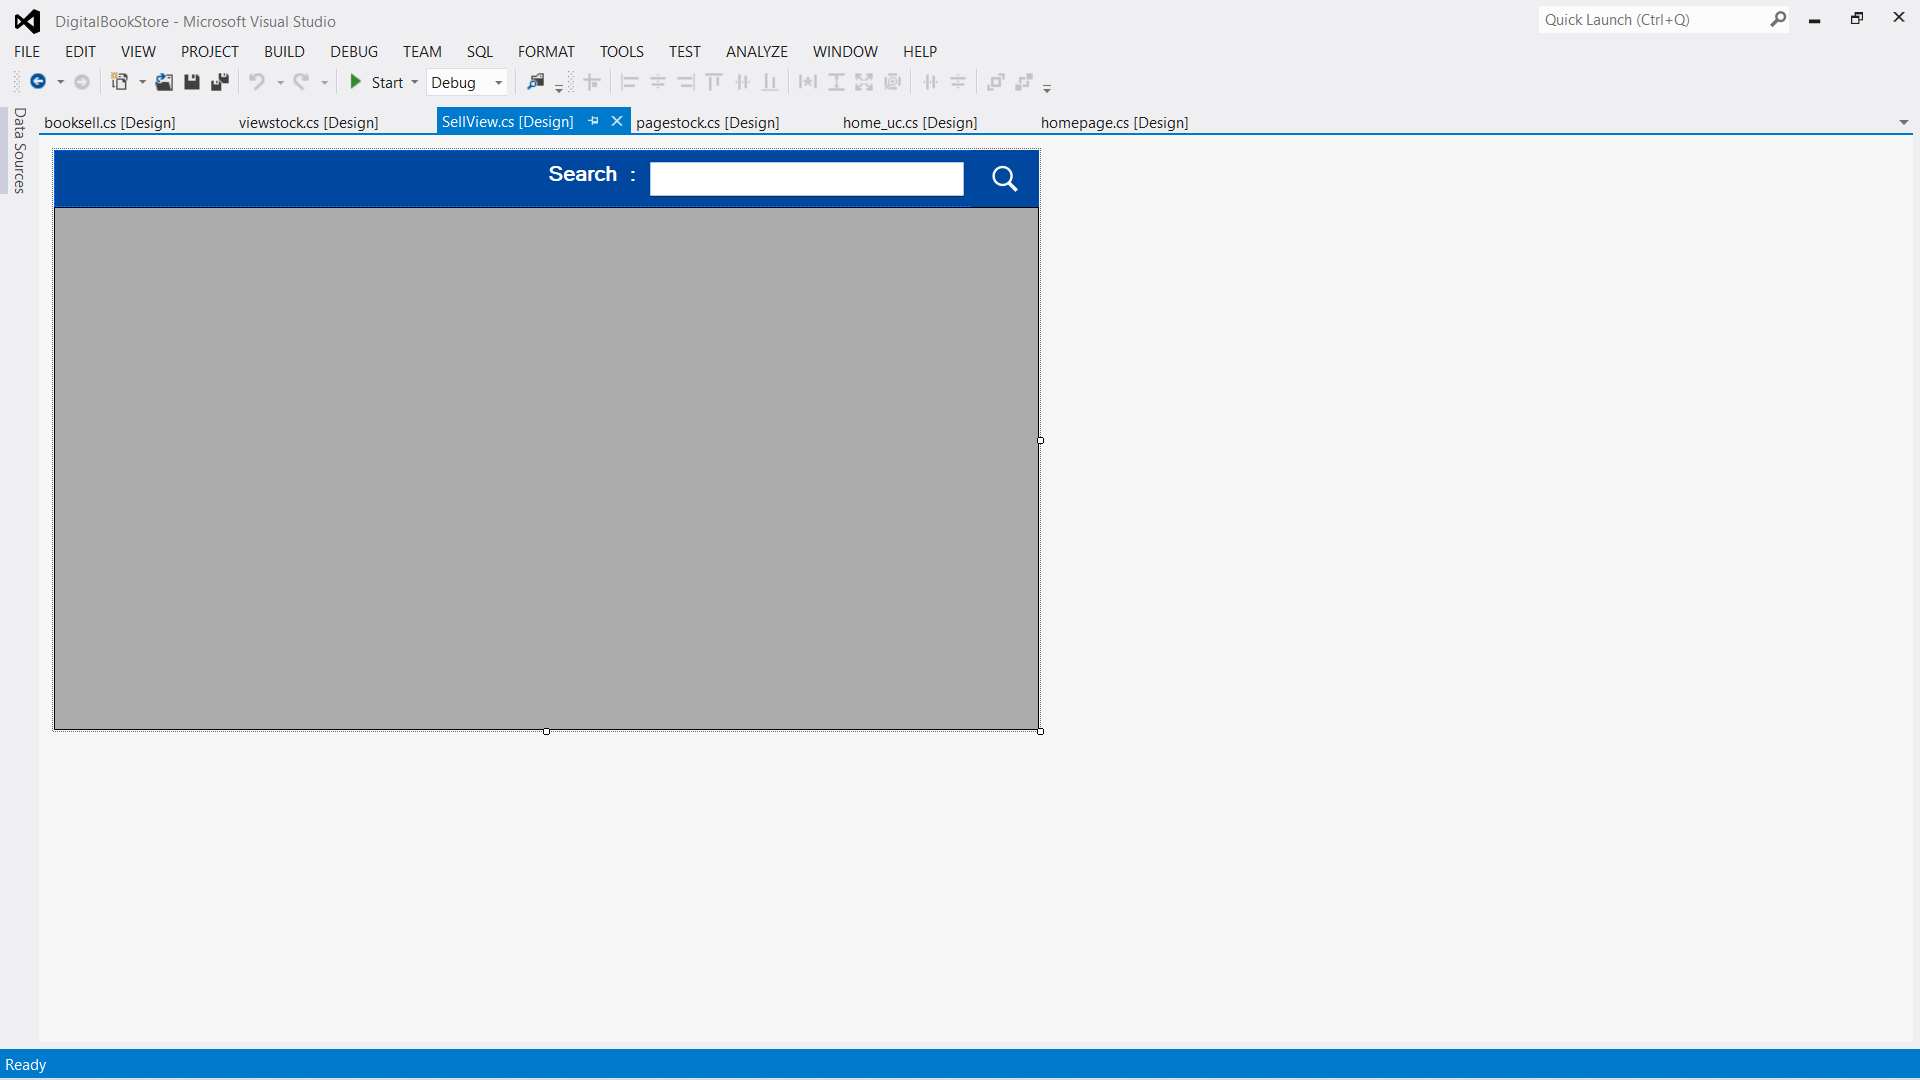 DigitalBookStore - Microsoft Visual Studio
Quick Launch (Ctrl+Q)
FILE EDIT VIEW PROJECT BUILD DEBUG TEAM SQL FORMAT TOOLS TEST ANALYZE WINDOW HELP
Start Debug
Data Sources
booksell.cs [Design] viewstock.cs [Design] SellView.cs [Design] pagestock.cs [Design] home_uc.cs [Design] homepage.cs [Design]
Search :
Ready